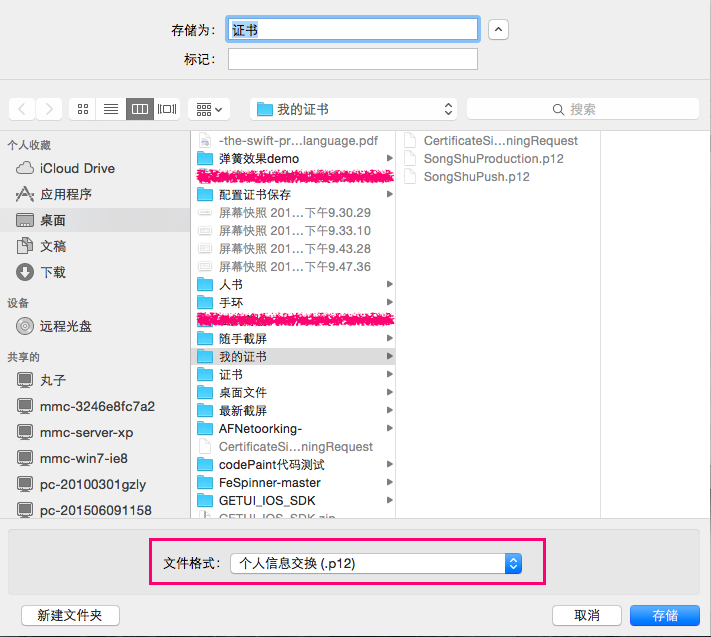 存储为：
证书
标记：
我的证书
搜索
个人收藏
iCloud Drive
应用程序
桌面
文稿
下载
设备
远程光盘
共享的
丸子
mmc-3246e8fc7a2
mmc-server-xp
mmc-win7-ie8
pc-20100301gzly
pc-201506091158
-the-swift-pr...language.pdf
弹簧效果demo
配置证书保存
屏幕快照 201...下午9.30.29
屏幕快照 201...下午9.33.10
屏幕快照 201...下午9.43.28
屏幕快照 201...下午9.47.36
人书
手环
随手截屏
我的证书
证书
桌面文件
最新截屏
AFNetoorking-
CertificateSi...ningRequest
codePaint代码测试
FeSpinner-master
GETUI_IOS_SDK
GETUI_IOS_SDK.zip
CertificateSi...ningRequest
SongShuProduction.p12
SongShuPush.p12
文件格式：
个人信息交换 (.p12)
新建文件夹
取消
存储